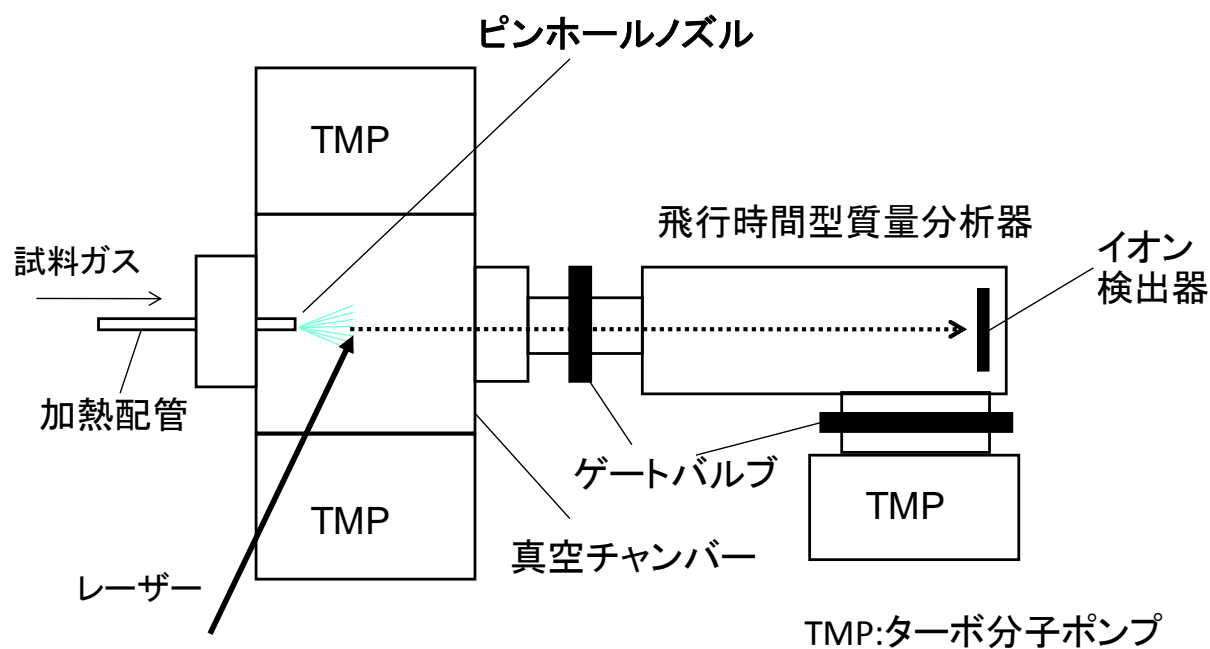 ピンホールノズル
TMP
飛行時間型質量分析器
イオン
検出器
試料ガス
加熱配管
ゲートバルブ
TMP
TMP
真空チャンバー
レーザー
TMP:ターボ分子ポンプ